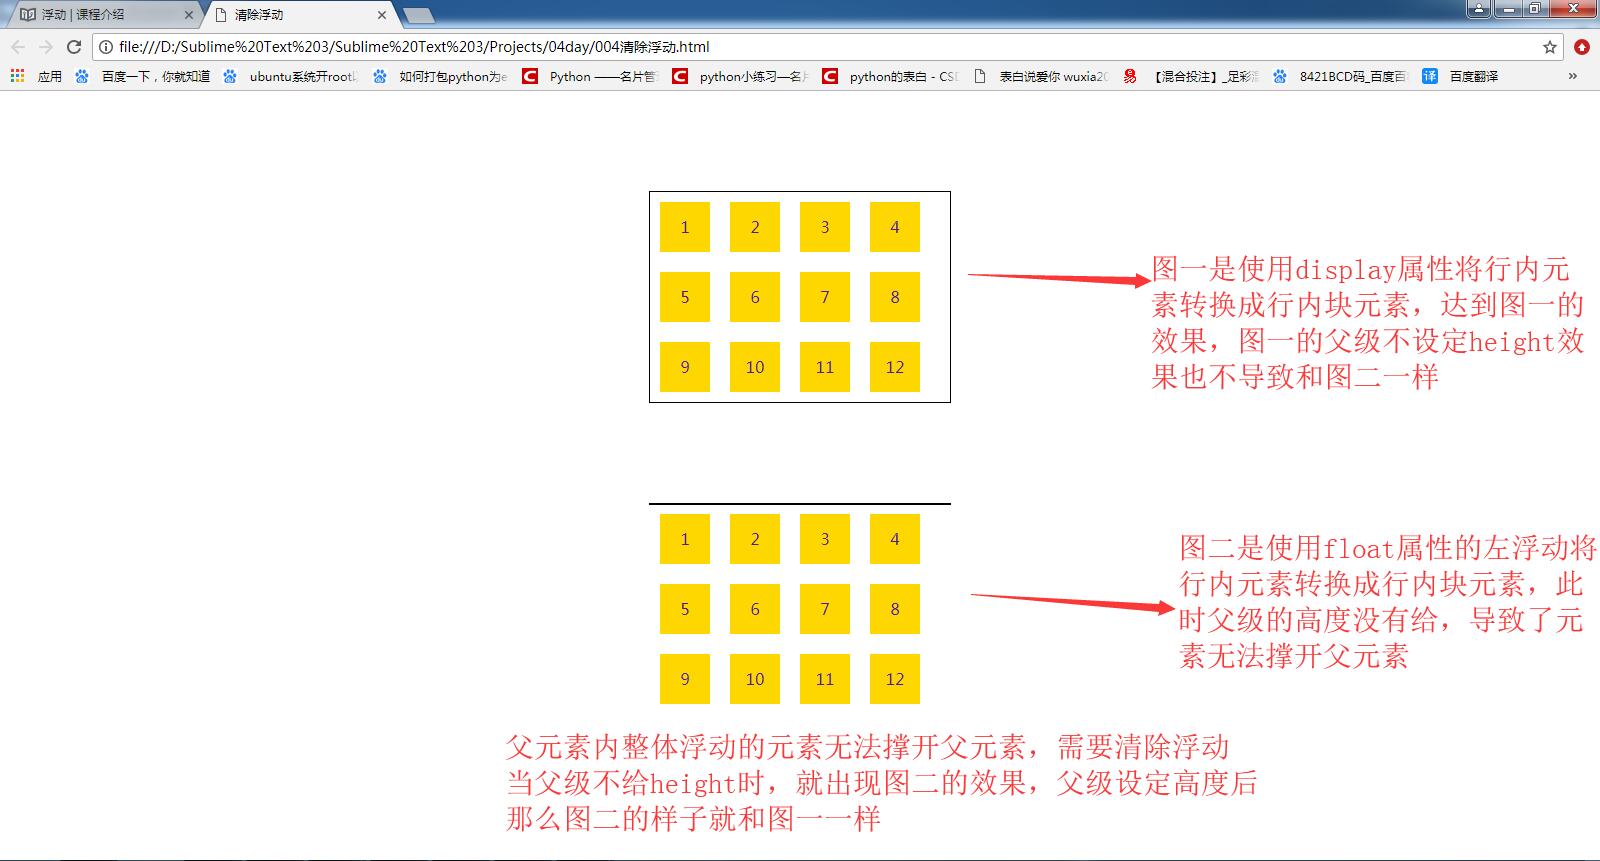 浮动 | 课程介绍
清除浮动
file:///D:/Sublime%20Text%203/Sublime%20Text%203/Projects/04day/004清除浮动.html
应用 百度一下，你就知道 ubuntu系统开root 如何打包python为e Python ——名片管 python小练习—名 python的表白 - CSD 表白说爱你 wuxia20 【混合投注】_足彩 8421BCD码_百度百 译 百度翻译 »
1 2 3 4
5 6 7 8
9 10 11 12
图一是使用display属性将行内元
素转换成行内块元素，达到图一的
效果，图一的父级不设定height效
果也不导致和图二一样
1 2 3 4
5 6 7 8
9 10 11 12
图二是使用float属性的左浮动将
行内元素转换成行内块元素，此
时父级的高度没有给，导致了元
素无法撑开父元素
父元素内整体浮动的元素无法撑开父元素，需要清除浮动
当父级不给height时，就出现图二的效果，父级设定高度后
那么图二的样子就和图一一样